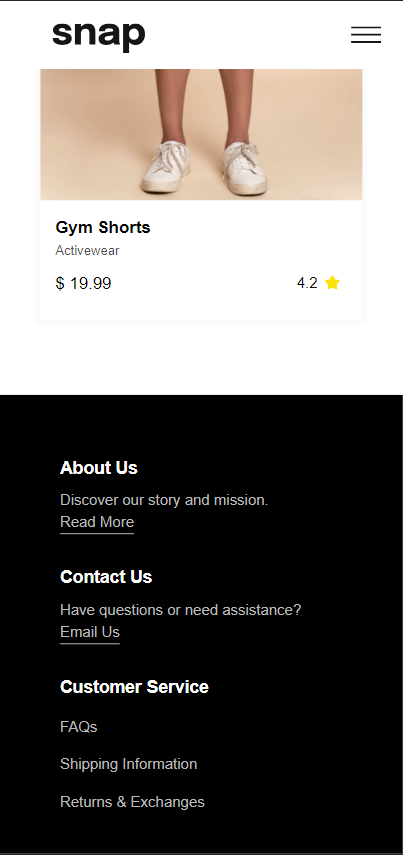 snap
Gym Shorts
Activewear
$ 19.99
4.2
About Us
Discover our story and mission.
Read More
Contact Us
Have questions or need assistance?
Email Us
Customer Service
FAQs
Shipping Information
Returns & Exchanges